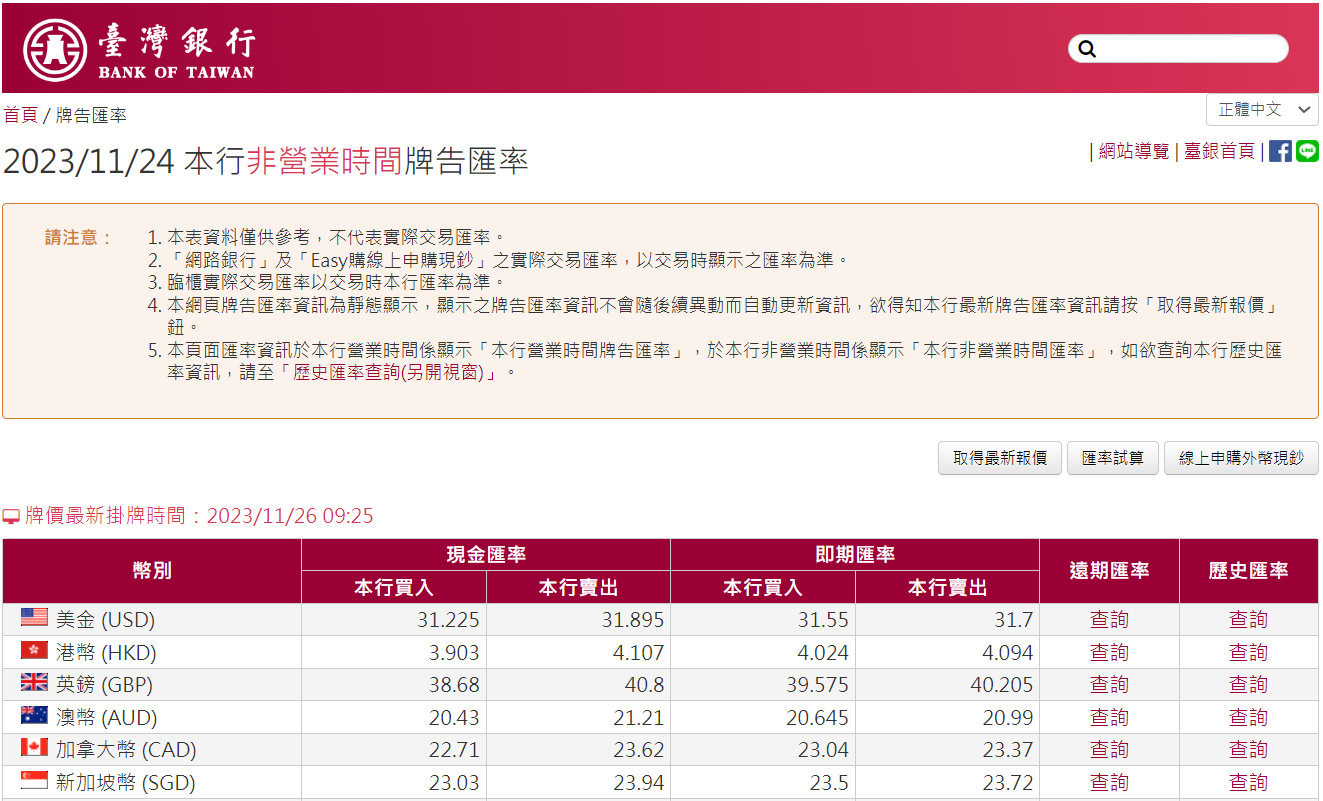 臺灣銀行
BANK OF TAIWAN
首頁 / 牌告匯率
正體中文
2023/11/24 本行非營業時間牌告匯率
| 網站導覽 | 臺銀首頁 |
LINE
請注意：
1. 本表資料僅供參考，不代表實際交易匯率。
2. 「網路銀行」及「Easy購線上申購現鈔」之實際交易匯率，以交易時顯示之匯率為準。
3. 臨櫃實際交易匯率以交易時本行匯率為準。
4. 本網頁牌告匯率資訊為靜態顯示，顯示之牌告匯率資訊不會隨後續異動而自動更新資訊，欲得知本行最新牌告匯率資訊請按「取得最新報價」
鈕。
5. 本頁面匯率資訊於本行營業時間係顯示「本行營業時間牌告匯率」，於本行非營業時間係顯示「本行非營業時間匯率」，如欲查詢本行歷史匯
率資訊，請至「歷史匯率查詢(另開視窗)」。
取得最新報價 匯率試算 線上申購外幣現鈔
牌價最新掛牌時間：2023/11/26 09:25
幣別 現金匯率 即期匯率 遠期匯率 歷史匯率
本行買入 本行賣出 本行買入 本行賣出
美金 (USD) 31.225 31.895 31.55 31.7 查詢 查詢
港幣 (HKD) 3.903 4.107 4.024 4.094 查詢 查詢
英鎊 (GBP) 38.68 40.8 39.575 40.205 查詢 查詢
澳幣 (AUD) 20.43 21.21 20.645 20.99 查詢 查詢
加拿大幣 (CAD) 22.71 23.62 23.04 23.37 查詢 查詢
新加坡幣 (SGD) 23.03 23.94 23.5 23.72 查詢 查詢